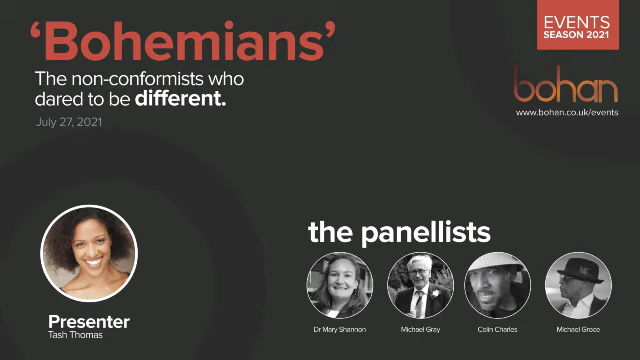 ‘Bohemians’
The non-conformists who
dared to be different.
July 27, 2021
EVENTS
SEASON 2021
bohan
www.bohan.co.uk/events
Presenter
Tash Thomas
the panellists
Dr Mary Shannon
Michael Gray
Colin Charles
Michael Groce